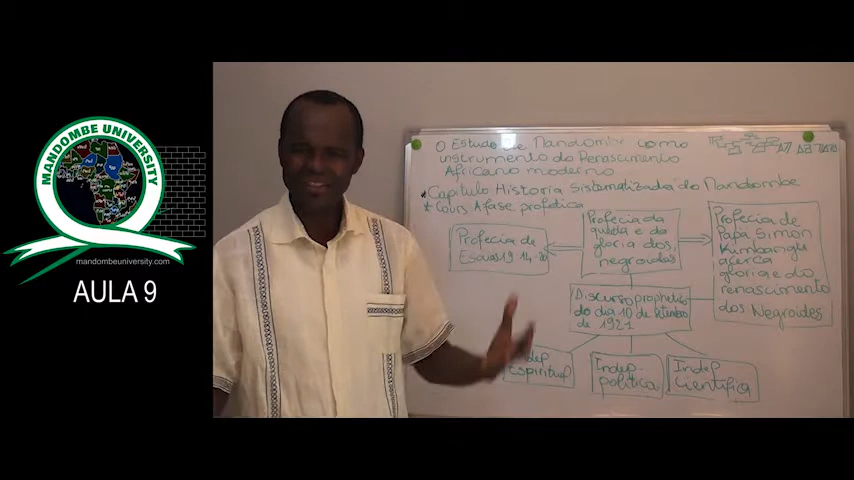 MANDOMBE UNIVERSITY
mandombeuniversity.com
AULA 9
O Estudo de Mandombe como
instrumento do Renascimento
Africano moderno
* Capitulo Historia Sistematizada do Mandombe
* Cours. A fase profetica
Profecia de
Esaias 19 14-20
Profecia da
queda e da
gloria dos
negroides
Profecia de
Papa Simon
Kimbangu
acerca
gloria e do
renascimento
dos Negroides
Discurso prophetico
do dia 10 de setembro
de 1921
Indep
Espiritual
Indep.
politica
Indep
cientifica